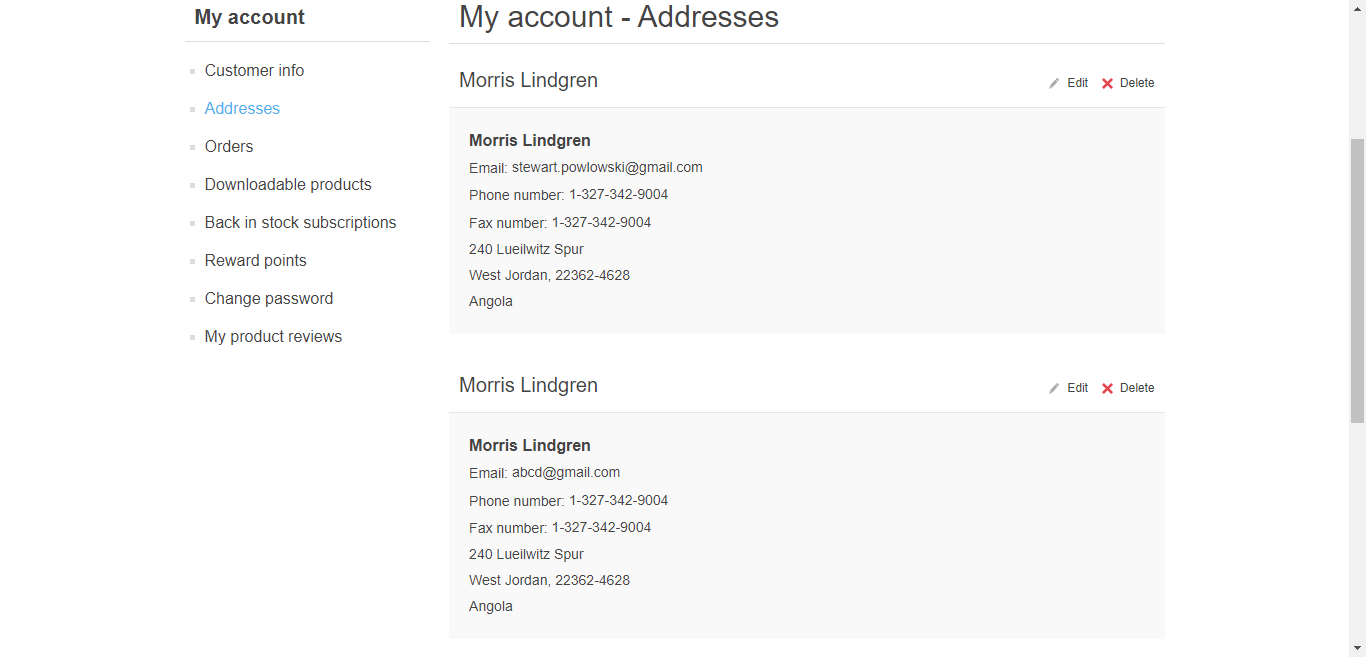 My account
Customer info
Addresses
Orders
Downloadable products
Back in stock subscriptions
Reward points
Change password
My product reviews
My account - Addresses
Morris Lindgren
Edit Delete
Morris Lindgren
Email: stewart.powlowski@gmail.com
Phone number: 1-327-342-9004
Fax number: 1-327-342-9004
240 Lueilwitz Spur
West Jordan, 22362-4628
Angola
Morris Lindgren
Edit Delete
Morris Lindgren
Email: abcd@gmail.com
Phone number: 1-327-342-9004
Fax number: 1-327-342-9004
240 Lueilwitz Spur
West Jordan, 22362-4628
Angola